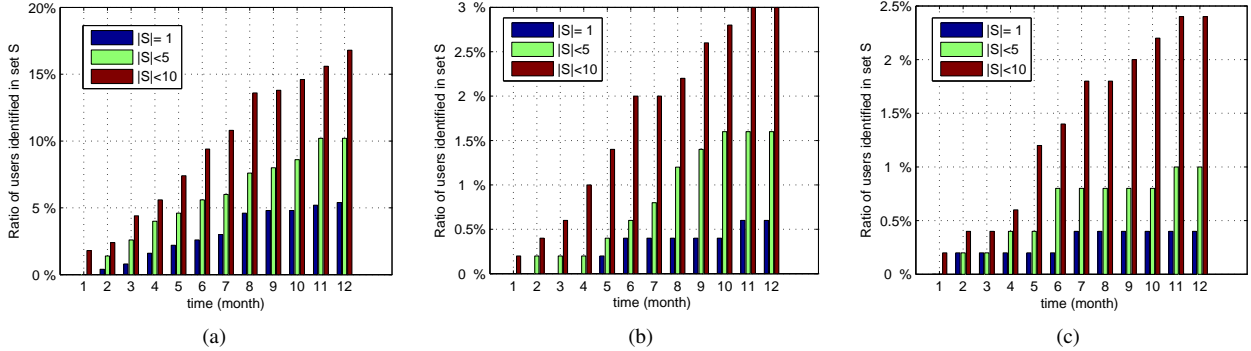 20%
15%
10%
5 %
0 %
Ratio of users identified in set S
|S|= 1
|S|<5
|S|<10
1 2 3 4 5 6 7 8 9 10 11 12
time (month)
(a)
3 %
2.5%
2 %
1.5%
1 %
0.5%
0 %
Ratio of users identified in set S
|S|= 1
|S|<5
|S|<10
1 2 3 4 5 6 7 8 9 10 11 12
time (month)
(b)
2.5%
2 %
1.5%
1 %
0.5%
0 %
Ratio of users identified in set S
|S|= 1
|S|<5
|S|<10
1 2 3 4 5 6 7 8 9 10 11 12
time (month)
(c)